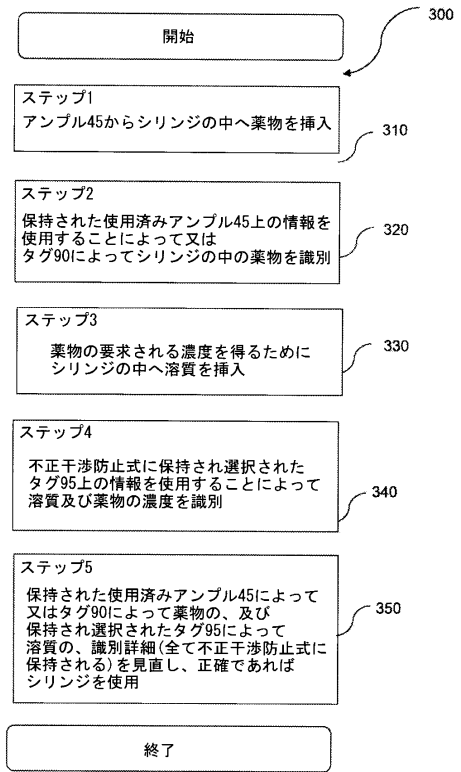 300
開始
ステップ1
アンプル45からシリンジの中へ薬物を挿入
310
ステップ2
保持された使用済みアンプル45上の情報を
使用することによって又は
タグ90によってシリンジの中の薬物を識別
320
ステップ3
薬物の要求される濃度を得るために
シリンジの中へ溶質を挿入
330
ステップ4
不正干渉防止式に保持され選択された
タグ95上の情報を使用することによって
溶質及び薬物の濃度を識別
340
ステップ5
保持された使用済みアンプル45によって
又はタグ90によって薬物の、及び
保持され選択されたタグ95によって
溶質の、識別詳細(全て不正干渉防止式に
保持される)を見直し、正確であれば
シリンジを使用
350
終了